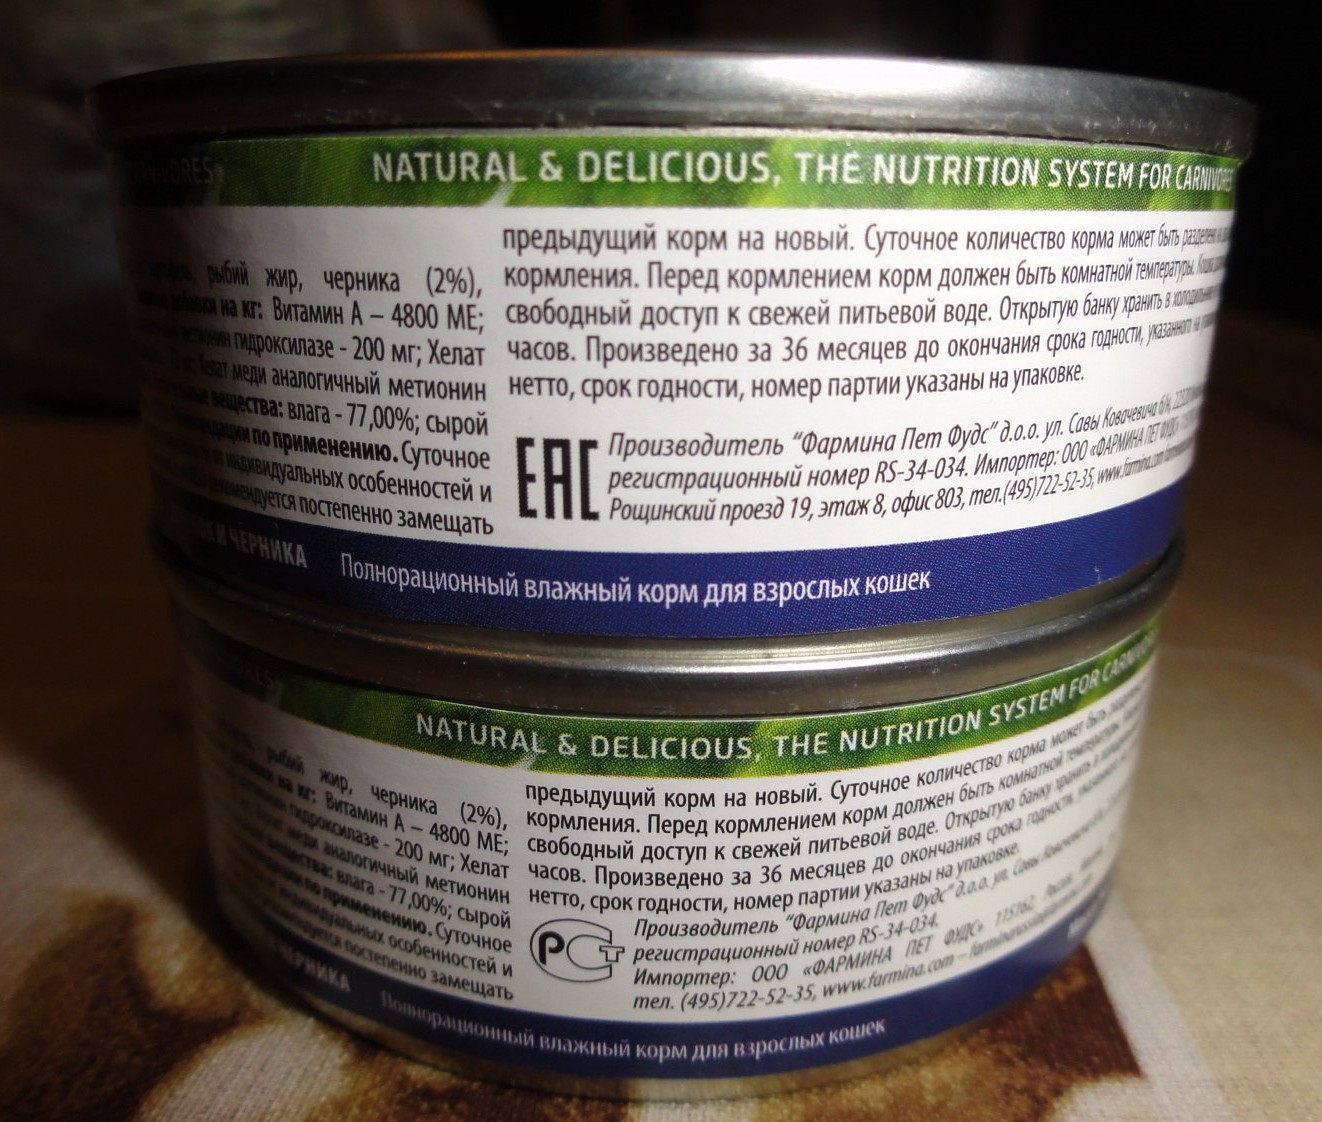 NATURAL & DELICIOUS, THE NUTRITION SYSTEM FOR CARNIVORES
рыбий жир, черника (2%),
добавки на кг: Витамин А – 4800 МЕ;
метионин гидроксилазе - 200 мг; Хелат
Хелат меди аналогичный метионин
вещества: влага - 77,00%; сырой
по применению. Суточное
от индивидуальных особенностей и
рекомендуется постепенно замещать
предыдущий корм на новый. Суточное количество корма может быть разделено
кормления. Перед кормлением корм должен быть комнатной температуры.
свободный доступ к свежей питьевой воде. Открытую банку хранить в холодильнике
часов. Произведено за 36 месяцев до окончания срока годности, указанного на
нетто, срок годности, номер партии указаны на упаковке.
EAC
Производитель “Фармина Пет Фудс” д.о.о. ул. Савы Ковачевича б/н,
регистрационный номер RS-34-034. Импортер: ООО «ФАРМИНА ПЕТ ФУДС»
Рощинский проезд 19, этаж 8, офис 803, тел.(495)722-52-35, www.farmina.com
И ЧЕРНИКА Полнорационный влажный корм для взрослых кошек
NATURAL & DELICIOUS, THE NUTRITION SYSTEM FOR CARNIVORES
рыбий жир, черника (2%),
на кг: Витамин А – 4800 МЕ;
гидроксилазе - 200 мг; Хелат
меди аналогичный метионин
влага - 77,00%; сырой
по применению. Суточное
индивидуальных особенностей и
постепенно замещать
предыдущий корм на новый. Суточное количество корма может быть
кормления. Перед кормлением корм должен быть комнатной температуры.
свободный доступ к свежей питьевой воде. Открытую банку хранить в
часов. Произведено за 36 месяцев до окончания срока годности,
нетто, срок годности, номер партии указаны на упаковке.
РСТ
Производитель “Фармина Пет Фудс” д.о.о. ул. Савы Ковачевича
регистрационный номер RS-34-034.
Импортер: ООО «ФАРМИНА ПЕТ ФУДС» 115162, Россия,
тел. (495)722-52-35, www.farmina.com –
ЧЕРНИКА Полнорационный влажный корм для взрослых кошек